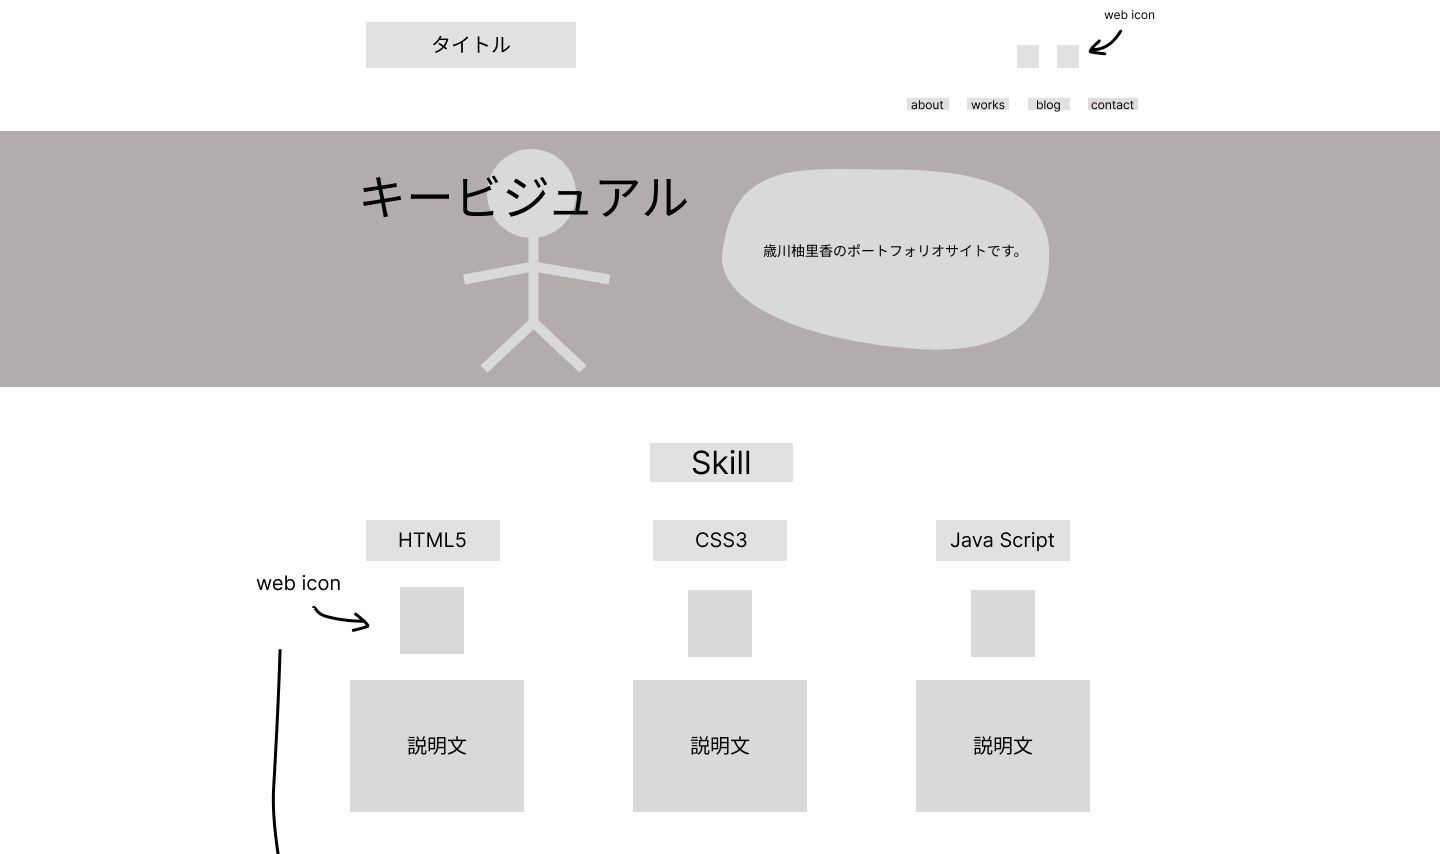 タイトル
web icon
about works blog contact
キービジュアル
歳川柚里香のポートフォリオサイトです。
Skill
HTML5 CSS3 Java Script
web icon
説明文 説明文 説明文